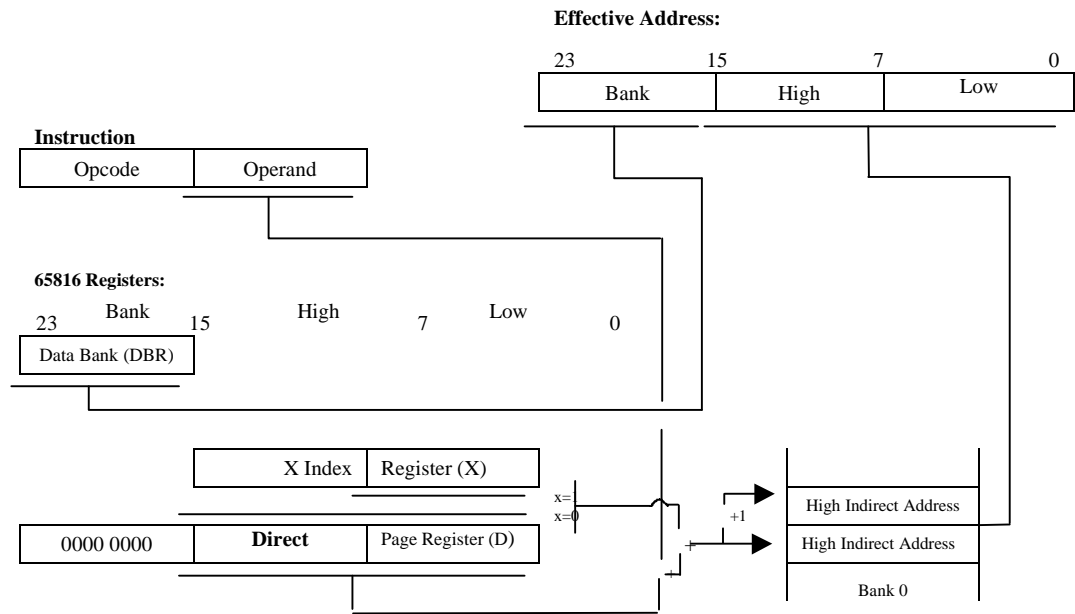 Effective Address:
23 15 7 0
Bank High Low
Instruction
Opcode Operand
65816 Registers:
Bank High Low
23 15 7 0
Data Bank (DBR)
X Index Register (X)
x=1
x=0
+1
High Indirect Address
0000 0000 Direct Page Register (D)
+
High Indirect Address
+
Bank 0